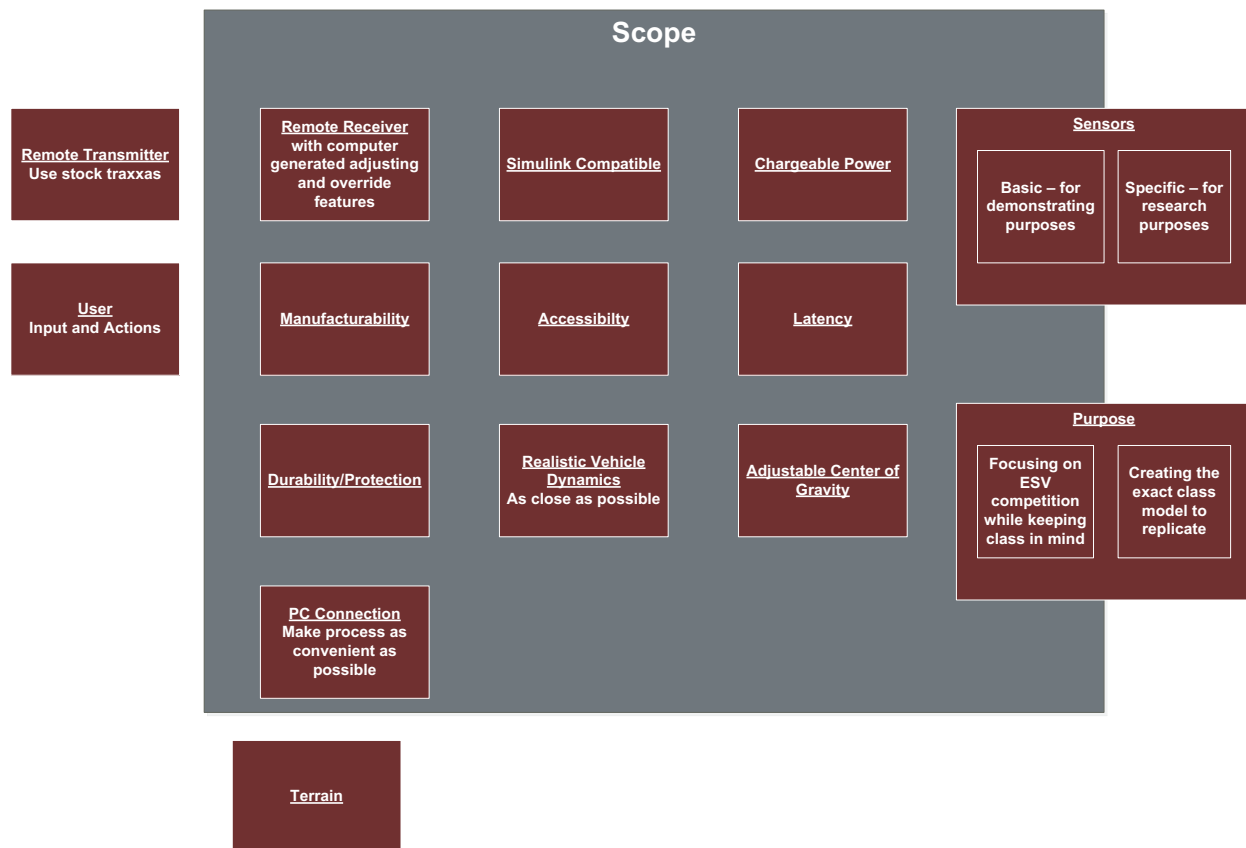 Scope
Remote Transmitter
Use stock traxxas
Remote Receiver
with computer
generated adjusting
and override
features
Simulink Compatible
Chargeable Power
Sensors
Basic – for
demonstrating
purposes
Specific – for
research
purposes
User
Input and Actions
Manufacturability
Accessibilty
Latency
Durability/Protection
Realistic Vehicle
Dynamics
As close as possible
Adjustable Center of
Gravity
Purpose
Focusing on
ESV
competition
while keeping
class in mind
Creating the
exact class
model to
replicate
PC Connection
Make process as
convenient as
possible
Terrain